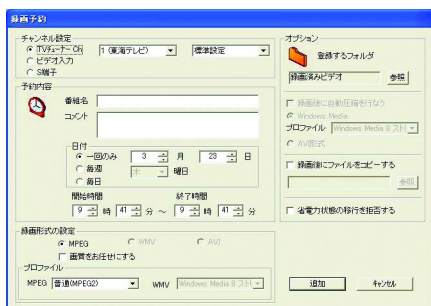 録画予約
チャンネル設定
TVチューナー Ch
1 (東海テレビ)
標準設定
ビデオ入力
S端子
予約内容
番組名
コメント
日付
一回のみ 3 月 23 日
毎週 木 曜日
毎日
開始時間 終了時間
9 時 41 分 ～ 9 時 41 分
録画形式の設定
MPEG WMV AVI
画質をお任せにする
プロファイル
MPEG 普通(MPEG2) WMV Windows Media 8 スト
オプション
登録するフォルダ
録画済みビデオ 参照
録画後に自動圧縮を行なう
Windows Media
プロファイル Windows Media 8 スト
AVI形式
録画後にファイルをコピーする
参照
省電力状態の移行を拒否する
追加 キャンセル